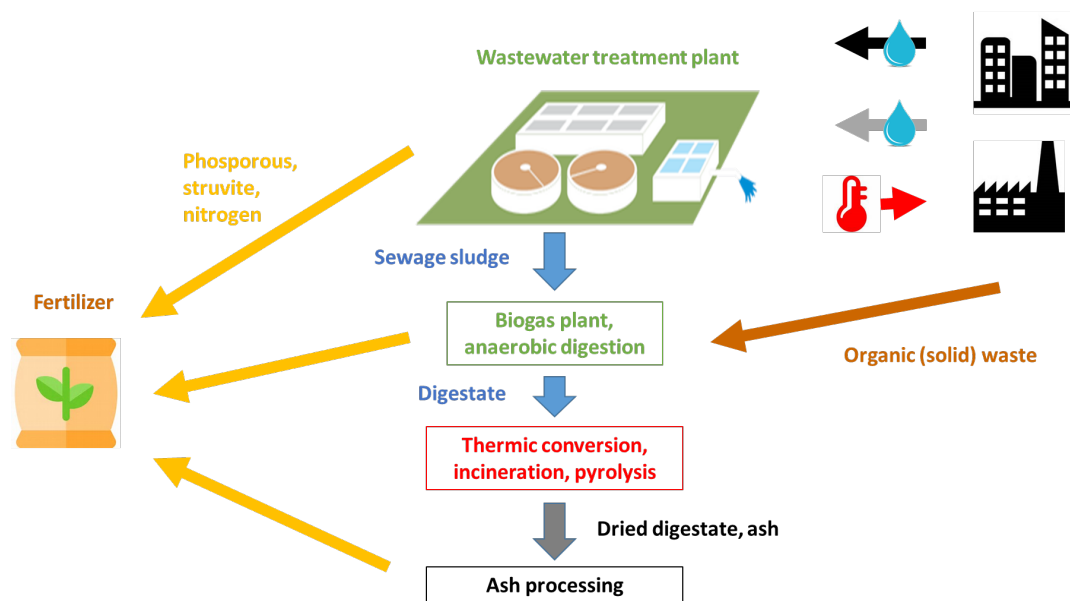 Wastewater treatment plant
Phosporous,
struvite,
nitrogen
Sewage sludge
Fertilizer
Biogas plant,
anaerobic digestion
Organic (solid) waste
Digestate
Thermic conversion,
incineration, pyrolysis
Dried digestate, ash
Ash processing